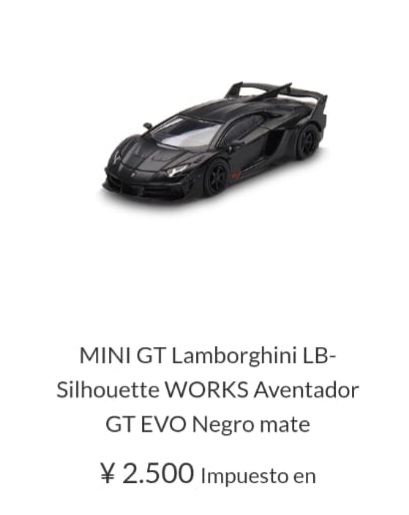 MINI GT Lamborghini LB-
Silhouette WORKS Aventador
GT EVO Negro mate
¥ 2.500 Impuesto en